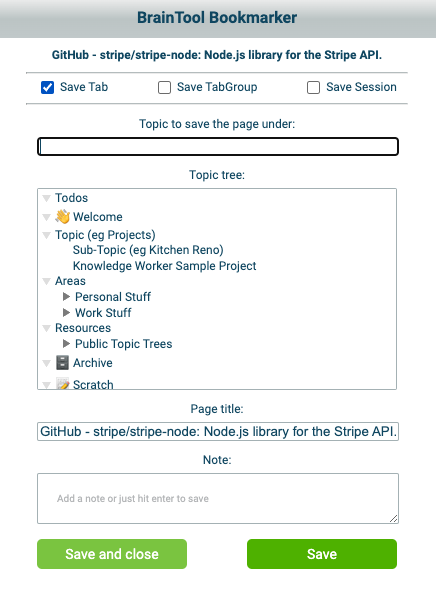 BrainTool Bookmarker
GitHub - stripe/stripe-node: Node.js library for the Stripe API.
Save Tab Save TabGroup Save Session
Topic to save the page under:
Topic tree:
Todos
👋 Welcome
Topic (eg Projects)
Sub-Topic (eg Kitchen Reno)
Knowledge Worker Sample Project
Areas
Personal Stuff
Work Stuff
Resources
Public Topic Trees
🗄️ Archive
📝 Scratch
Page title:
GitHub - stripe/stripe-node: Node.js library for the Stripe API.
Note:
Add a note or just hit enter to save
Save and close Save